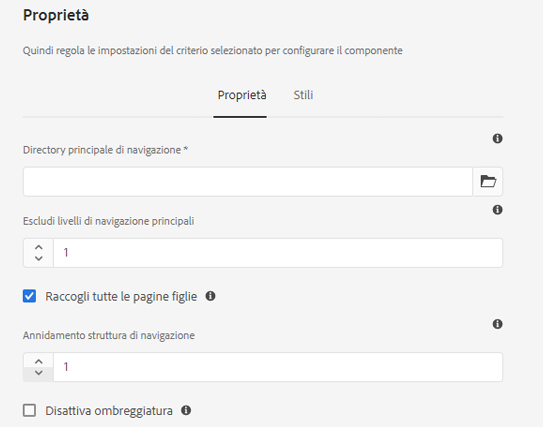 Proprietà
Quindi regola le impostazioni del criterio selezionato per configurare il componente
Proprietà Stili
Directory principale di navigazione *
Escludi livelli di navigazione principali
1
Raccogli tutte le pagine figlie
Annidamento struttura di navigazione
1
Disattiva ombreggiatura